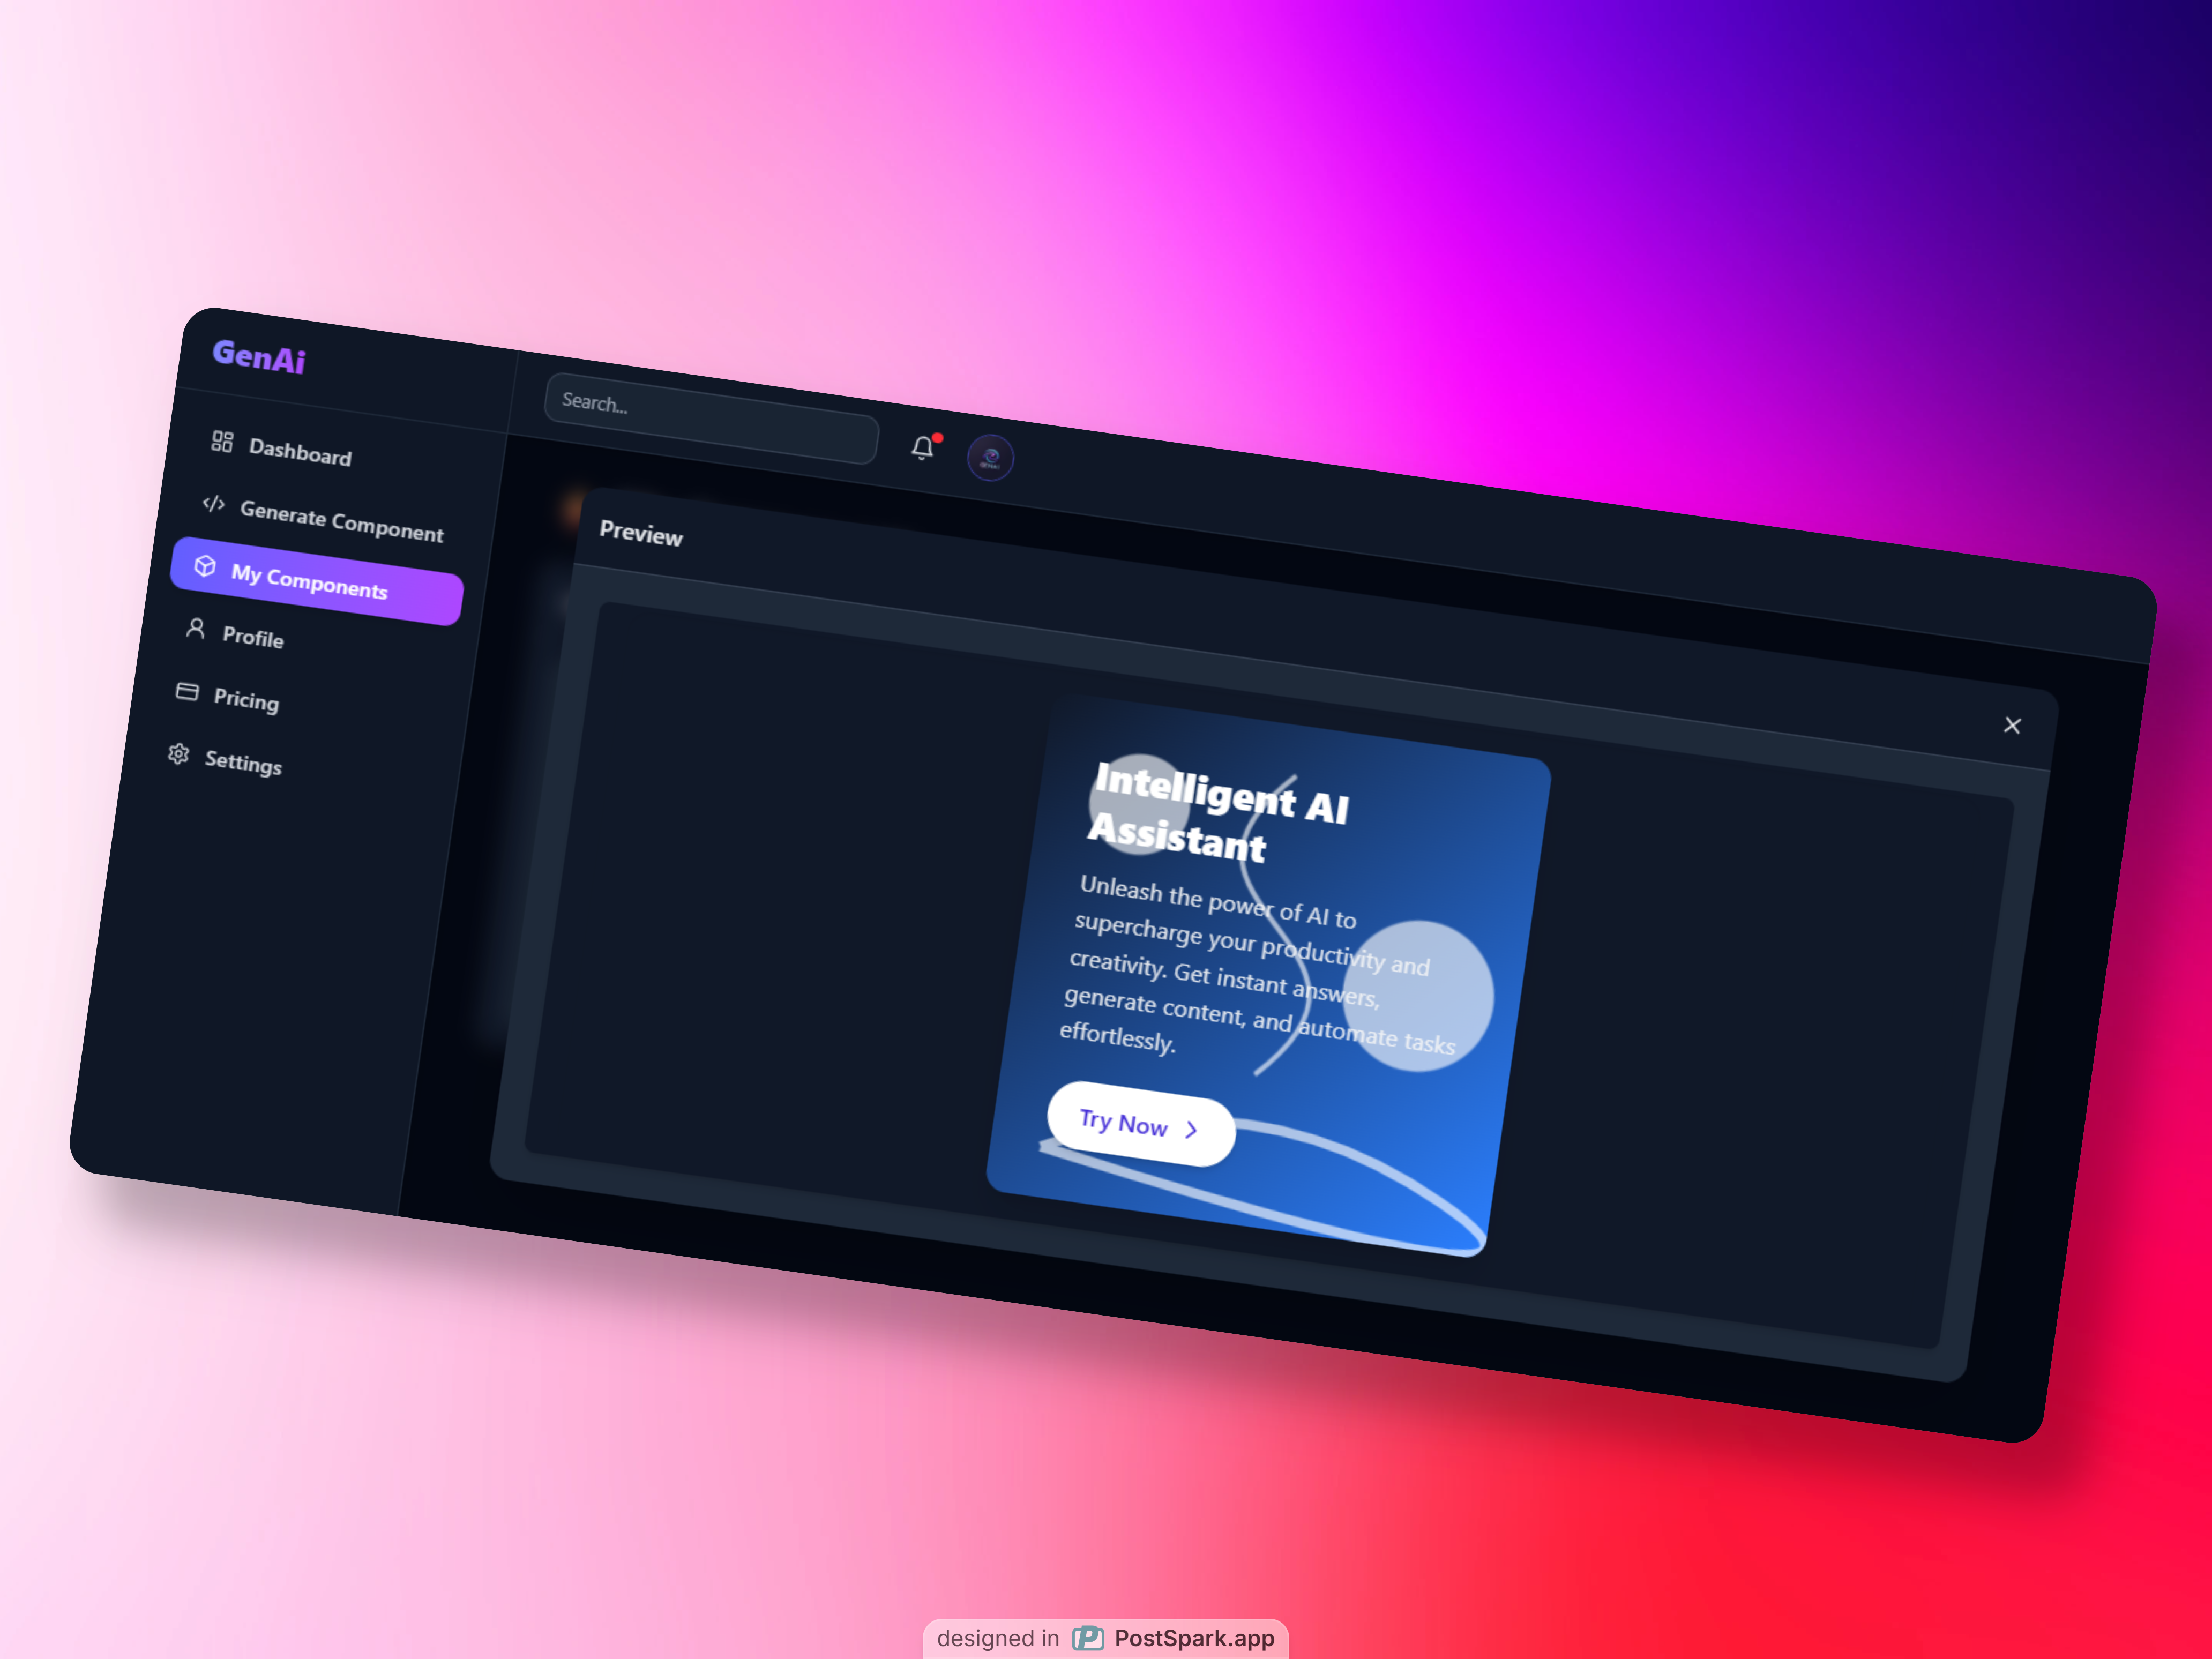 GenAi
Search...
Dashboard
Generate Component
My Components
Profile
Pricing
Settings
Preview
Intelligent AI
Assistant
Unleash the power of AI to
supercharge your productivity and
creativity. Get instant answers,
generate content, and automate tasks
effortlessly.
Try Now
designed in PostSpark.app